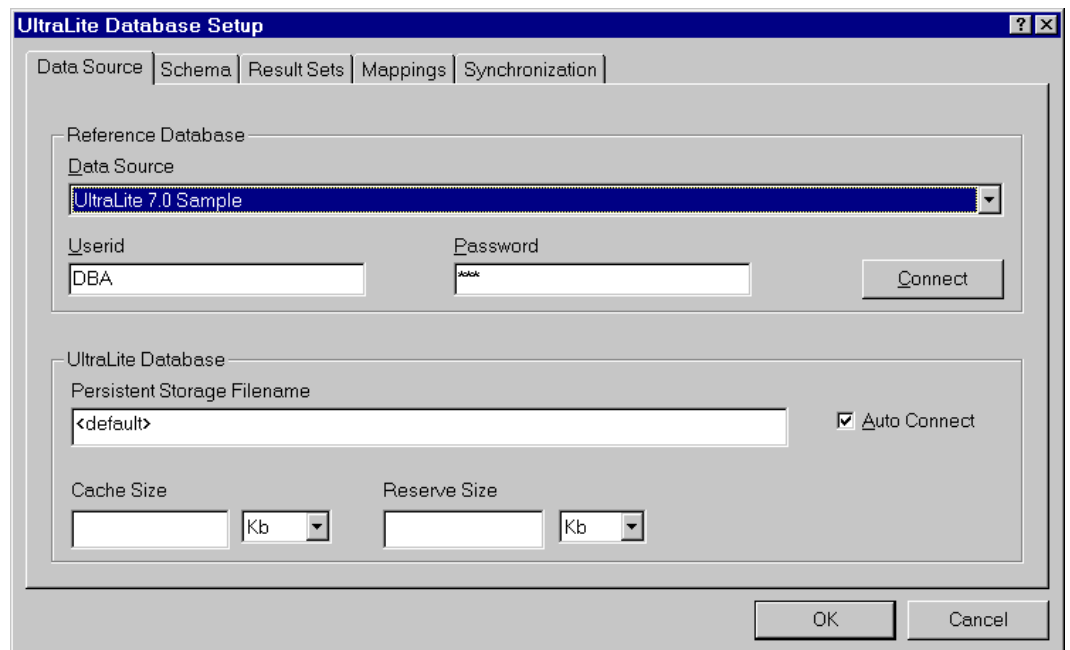 UltraLite Database Setup
Data Source Schema Result Sets Mappings Synchronization
Reference Database
Data Source
UltraLite 7.0 Sample
Userid Password
DBA *** Connect
UltraLite Database
Persistent Storage Filename
<default> Auto Connect
Cache Size Reserve Size
Kb Kb
OK Cancel